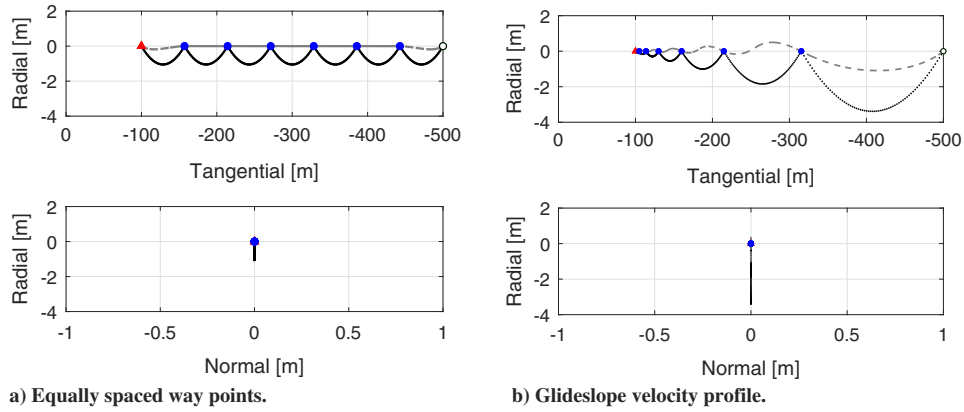 2
0
-2
-4
Radial [m]
0 -100 -200 -300 -400 -500
Tangential [m]
2
0
-2
-4
Radial [m]
-1 -0.5 0 0.5 1
Normal [m]
a) Equally spaced way points.
2
0
-2
-4
Radial [m]
0 -100 -200 -300 -400 -500
Tangential [m]
2
0
-2
-4
Radial [m]
-1 -0.5 0 0.5 1
Normal [m]
b) Glideslope velocity profile.